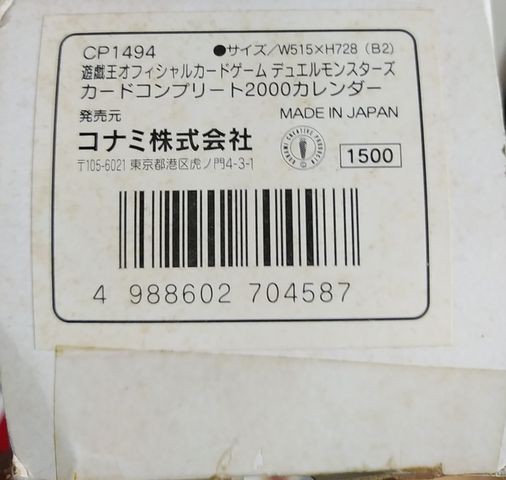 CP1494 ●サイズ/W515×H728（B2）
遊戯王オフィシャルカードゲーム デュエルモンスターズ
カードコンプリート2000カレンダー
発売元 MADE IN JAPAN
コナミ株式会社 1500
〒105-6021 東京都港区虎ノ門4-3-1
4 988602 704587